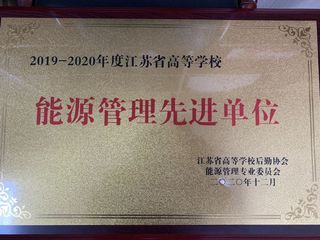 2019-2020年度江苏省高等学校
能源管理先进单位
江苏省高等学校后勤协会
能源管理专业委员会
二〇二〇年十二月